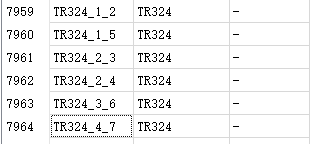 7959 TR324_1_2 TR324 -
7960 TR324_1_5 TR324 -
7961 TR324_2_3 TR324 -
7962 TR324_2_4 TR324 -
7963 TR324_3_6 TR324 -
7964 TR324_4_7 TR324 -